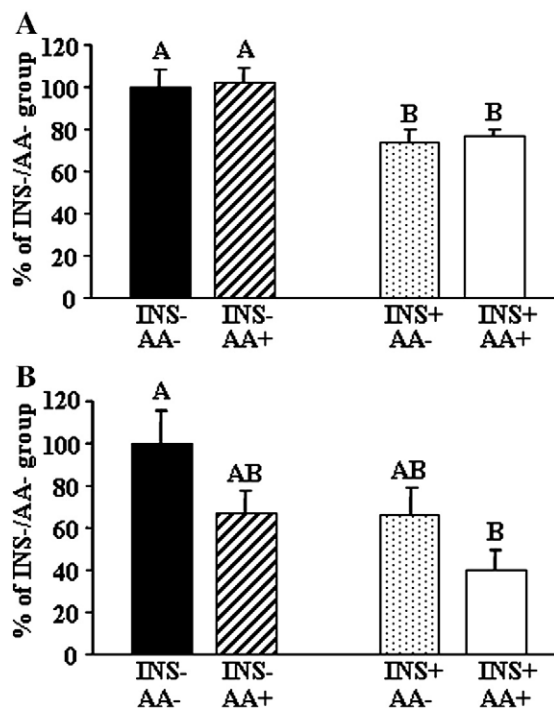 A
% of INS-/AA- group
120
100
80
60
40
20
0
A
A
B
B
INS- INS- INS+ INS+
AA- AA+ AA- AA+
B
% of INS-/AA- group
120
100
80
60
40
20
0
A
AB
AB
B
INS- INS- INS+ INS+
AA- AA+ AA- AA+